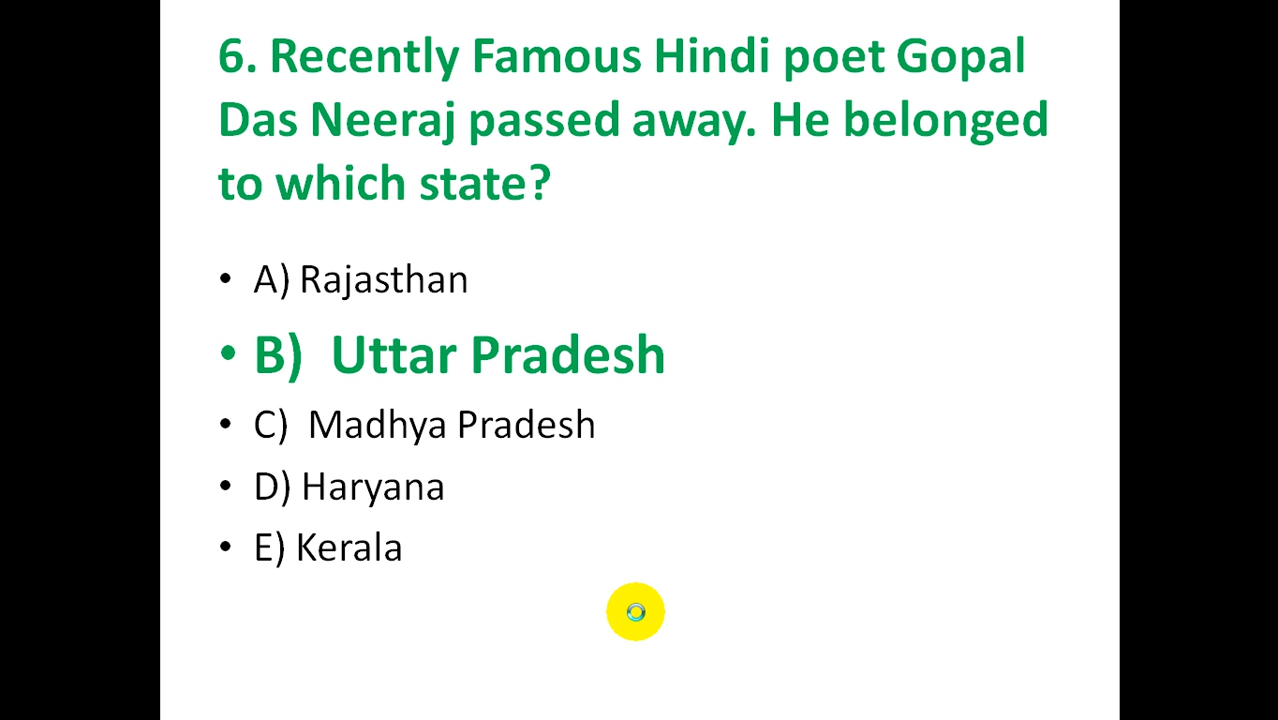 6. Recently Famous Hindi poet Gopal
Das Neeraj passed away. He belonged
to which state?
• A) Rajasthan
• B) Uttar Pradesh
• C) Madhya Pradesh
• D) Haryana
• E) Kerala